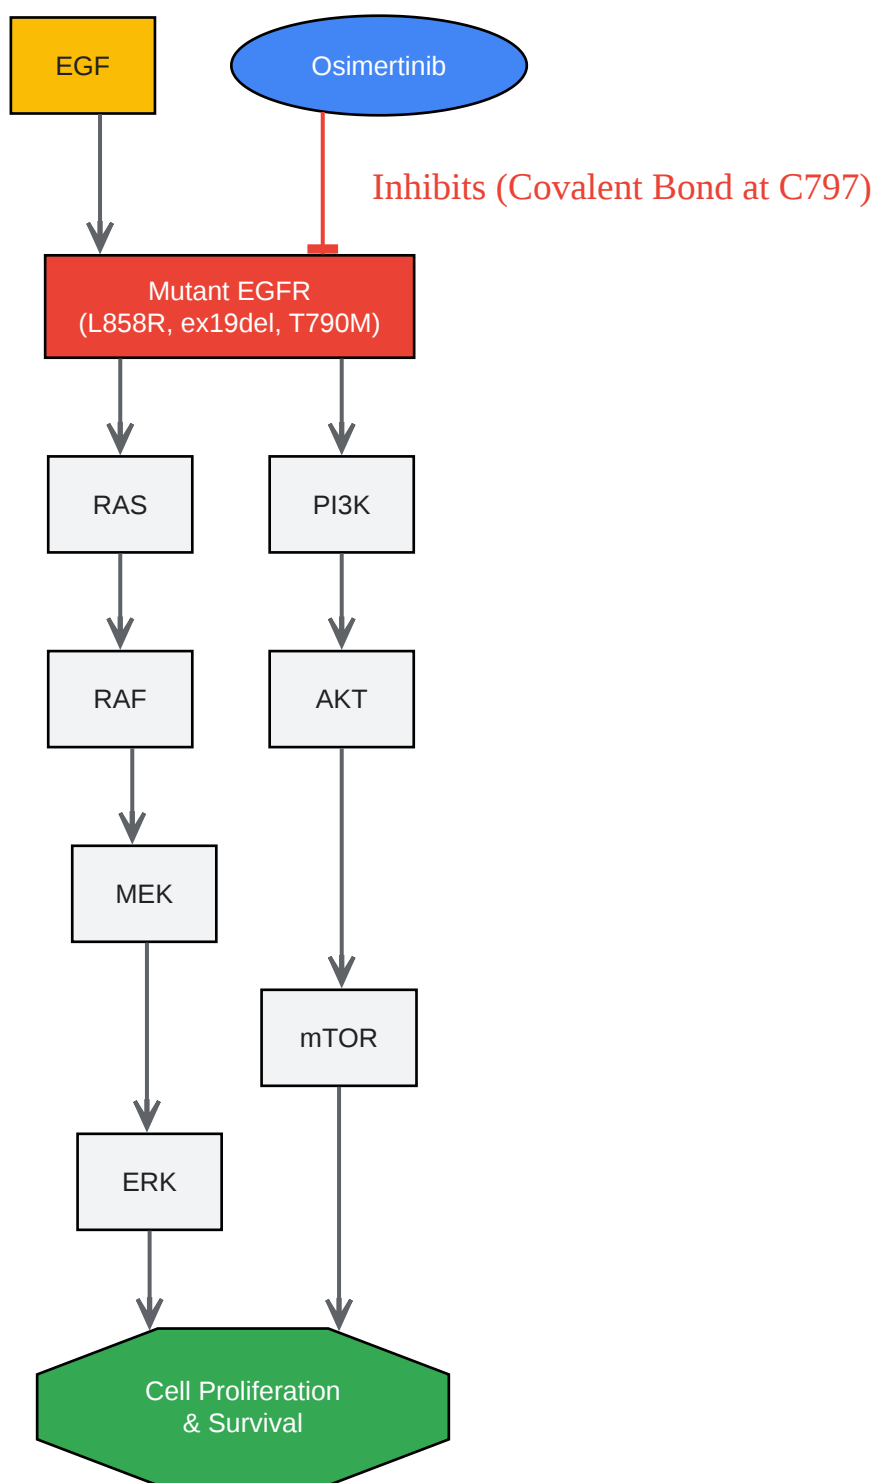 EGF
Osimertinib
Inhibits (Covalent Bond at C797)
Mutant EGFR
(L858R, ex19del, T790M)
RAS
PI3K
RAF
AKT
MEK
mTOR
ERK
Cell Proliferation
& Survival